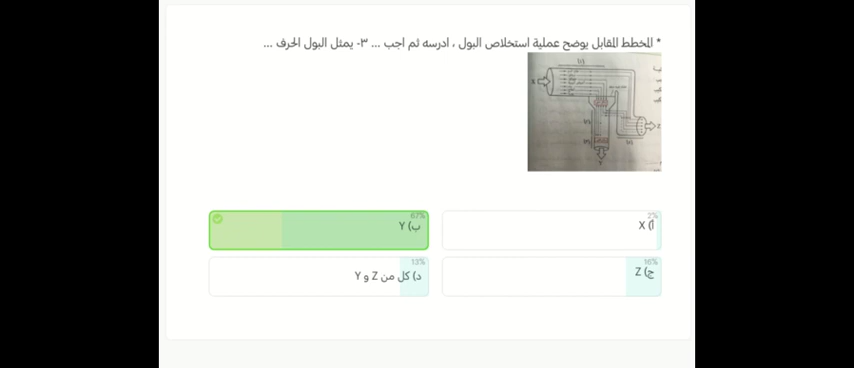 * المخطط المقابل يوضح عملية استخلاص البول ، ادرسه ثم اجب ... ٣- يمثل البول الحرف ...
X
Z
Y
2%
أ) X
67%
ب) Y
16%
ج) Z
13%
د) كل من Z و Y